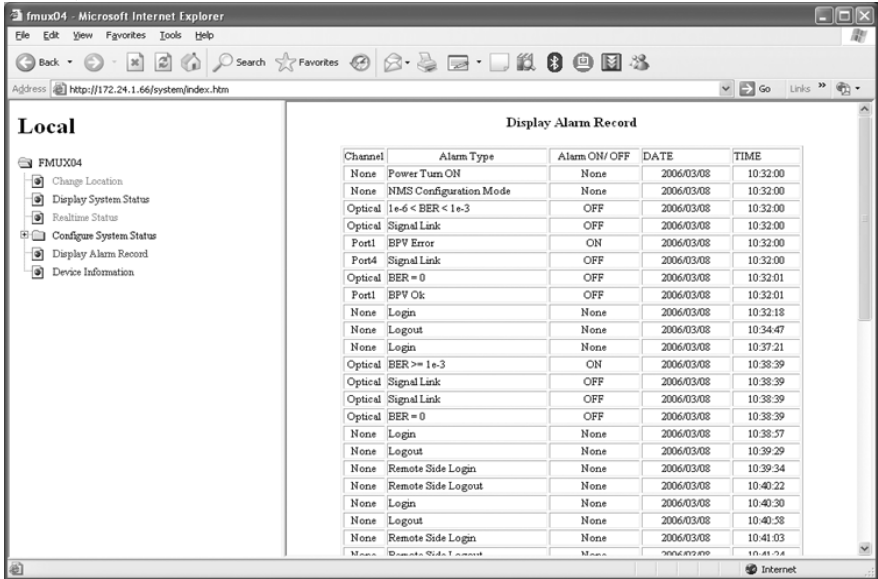 fmux04 - Microsoft Internet Explorer
File Edit View Favorites Tools Help
Back Search Favorites
Address http://172.24.1.66/system/index.htm Go Links »
Local
FMUX04
Change Location
Display System Status
Realtime Status
Configure System Status
Display Alarm Record
Device Information
Display Alarm Record
Channel Alarm Type Alarm ON/ OFF DATE TIME
None Power Turn ON None 2006/03/08 10:32:00
None NMS Configuration Mode None 2006/03/08 10:32:00
Optical 1e-6 < BER < 1e-3 OFF 2006/03/08 10:32:00
Optical Signal Link OFF 2006/03/08 10:32:00
Port1 BPV Error ON 2006/03/08 10:32:00
Port4 Signal Link OFF 2006/03/08 10:32:00
Optical BER = 0 OFF 2006/03/08 10:32:01
Port1 BPV Ok OFF 2006/03/08 10:32:01
None Login None 2006/03/08 10:32:18
None Logout None 2006/03/08 10:34:47
None Login None 2006/03/08 10:37:21
Optical BER >= 1e-3 ON 2006/03/08 10:38:39
Optical Signal Link OFF 2006/03/08 10:38:39
Optical Signal Link OFF 2006/03/08 10:38:39
Optical BER = 0 OFF 2006/03/08 10:38:39
None Login None 2006/03/08 10:38:57
None Logout None 2006/03/08 10:39:29
None Remote Side Login None 2006/03/08 10:39:34
None Remote Side Logout None 2006/03/08 10:40:22
None Login None 2006/03/08 10:40:30
None Logout None 2006/03/08 10:40:58
None Remote Side Login None 2006/03/08 10:41:03
None Remote Side Logout None 2006/03/08 10:41:24
Internet